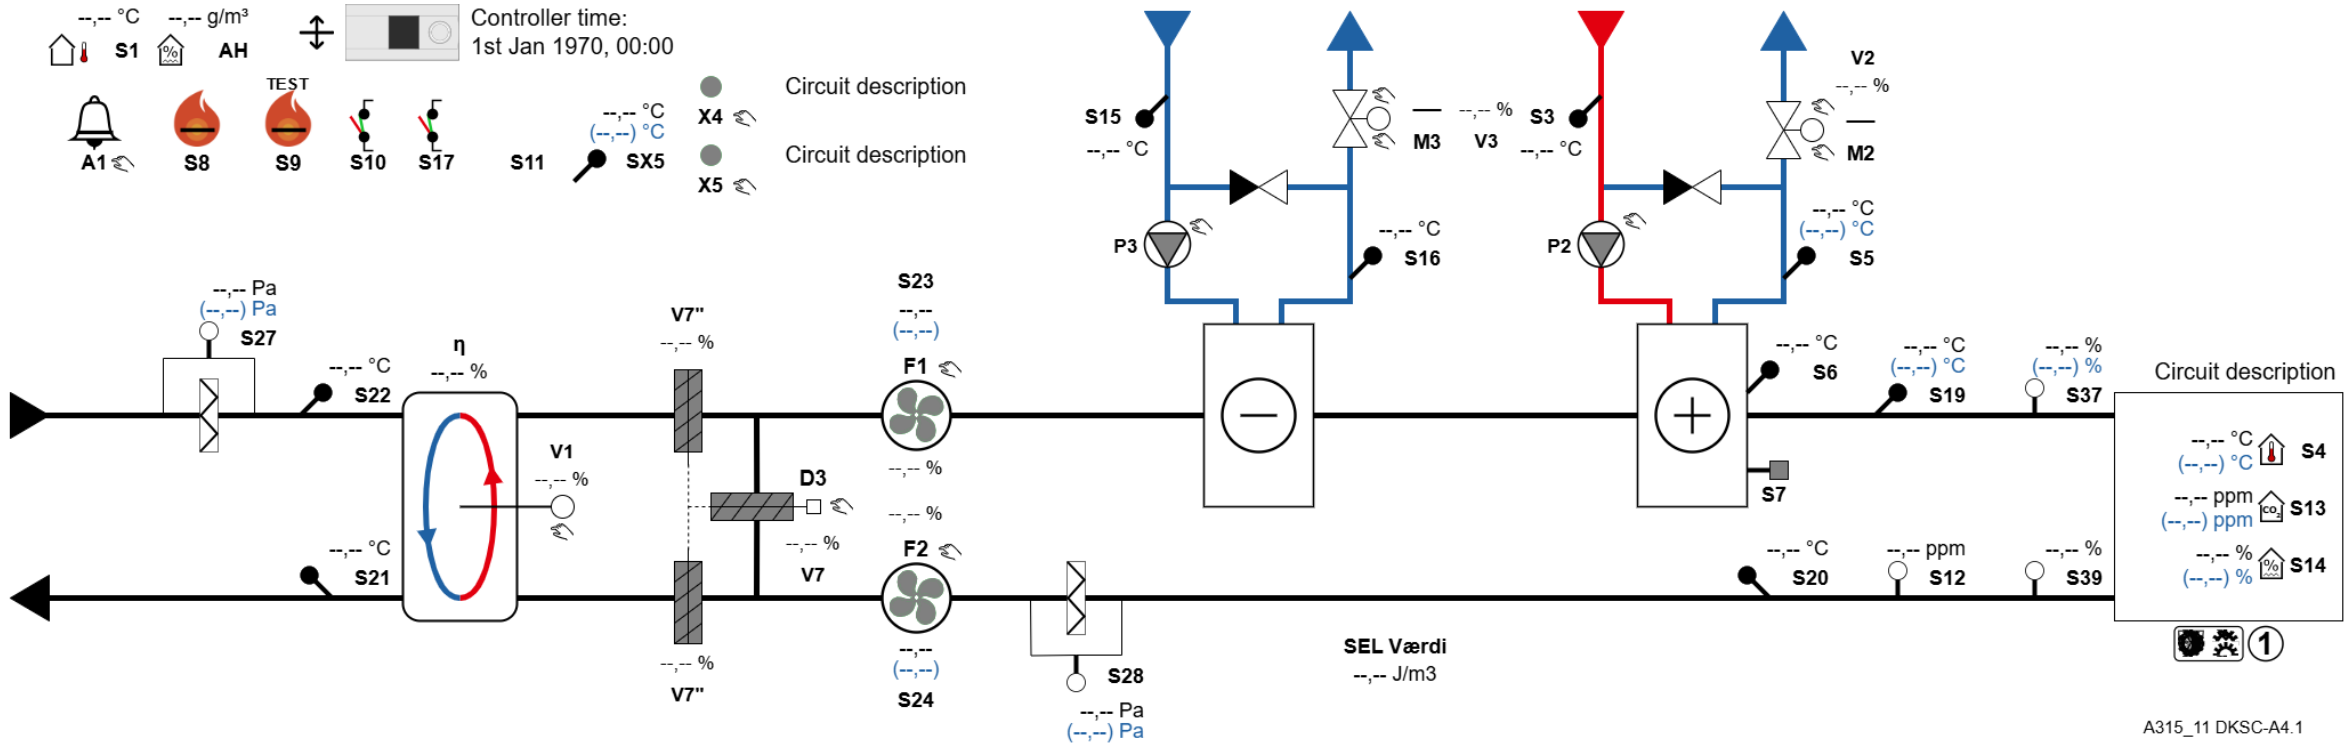 --,-- °C
--,-- g/m³
S1
%
AH
Controller time:
1st Jan 1970, 00:00
TEST
A1
S8
S9
S10
S17
S11
--,-- °C
(--,--) °C
SX5
X4
Circuit description
X5
Circuit description
S15
--,-- °C
M3
--,-- %
V3
S3
--,-- °C
V2
--,-- %
M2
P3
--,-- °C
S16
P2
--,-- °C
(--,--) °C
S5
--,-- Pa
(--,--) Pa
S27
--,-- °C
S22
η
--,-- %
V7"
--,-- %
S23
--,--
(--,--)
F1
--,-- %
V1
--,-- %
D3
--,-- %
V7
--,-- %
F2
--,--
(--,--)
S24
--,-- °C
S21
--,-- %
V7"
S28
--,-- Pa
(--,--) Pa
SEL Værdi
--,-- J/m3
--,-- °C
S6
S7
--,-- °C
(--,--) °C
S19
--,-- %
(--,--) %
S37
Circuit description
--,-- °C
(--,--) °C
S4
--,-- ppm
(--,--) ppm
CO₂
S13
--,-- %
(--,--) %
%
S14
--,-- °C
S20
--,-- ppm
S12
--,-- %
S39
1
A315_11 DKSC-A4.1